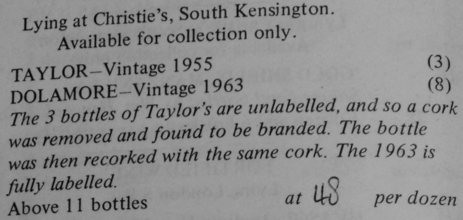 Lying at Christie's, South Kensington.
Available for collection only.
TAYLOR–Vintage 1955 (3)
DOLAMORE–Vintage 1963 (8)
The 3 bottles of Taylor's are unlabelled, and so a cork
was removed and found to be branded. The bottle
was then recorked with the same cork. The 1963 is
fully labelled.
Above 11 bottles at 48 per dozen